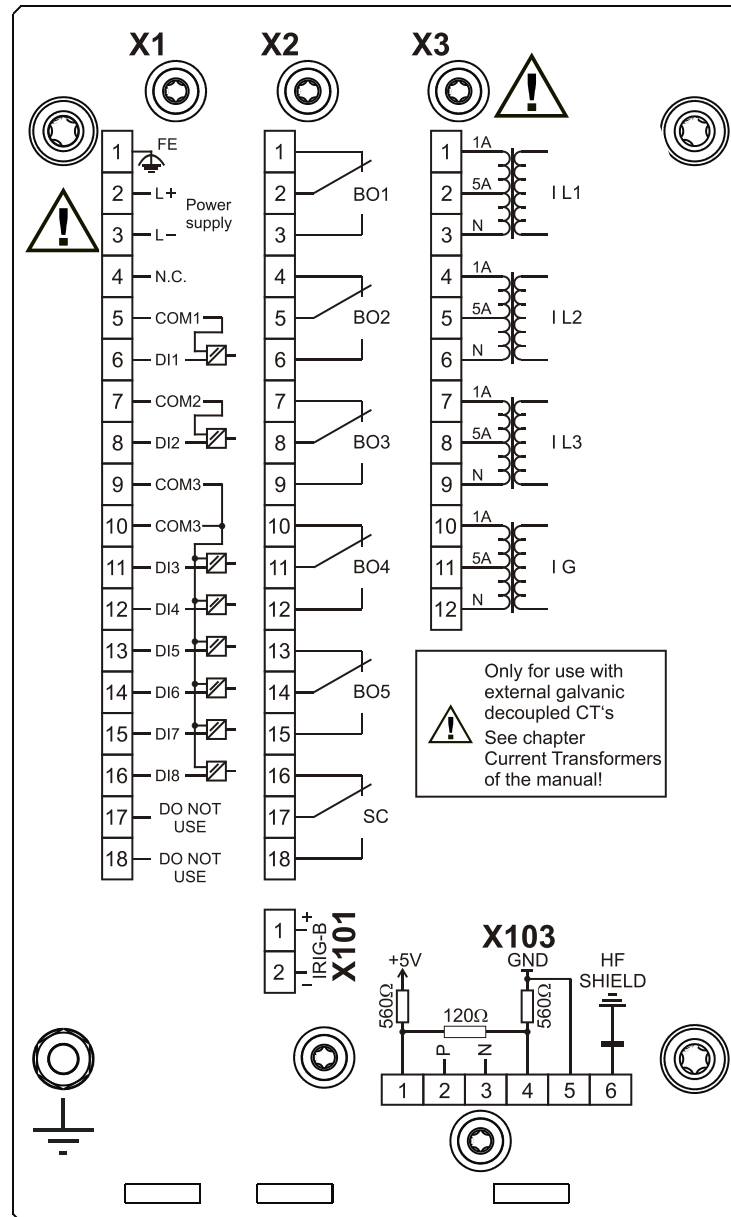 X1 X2 X3
1 FE
2 L+
Power
supply
3 L−
4 N.C.
5 COM1
6 DI1
7 COM2
8 DI2
9 COM3
10 COM3
11 DI3
12 DI4
13 DI5
14 DI6
15 DI7
16 DI8
17 DO NOT
USE
18 DO NOT
USE
1
2 BO1
3
4
5 BO2
6
7
8 BO3
9
10
11 BO4
12
13
14 BO5
15
16
17 SC
18
!
1 1A
2 5A I L1
3 N
4 1A
5 5A I L2
6 N
7 1A
8 5A I L3
9 N
10 1A
11 5A I G
12 N
!
!
Only for use with
external galvanic
decoupled CT's
See chapter
Current Transformers
of the manual!
1 +
2 −
IRIG-B
X101
X103
+5V GND HF
SHIELD
560Ω 120Ω 560Ω
P N
1 2 3 4 5 6